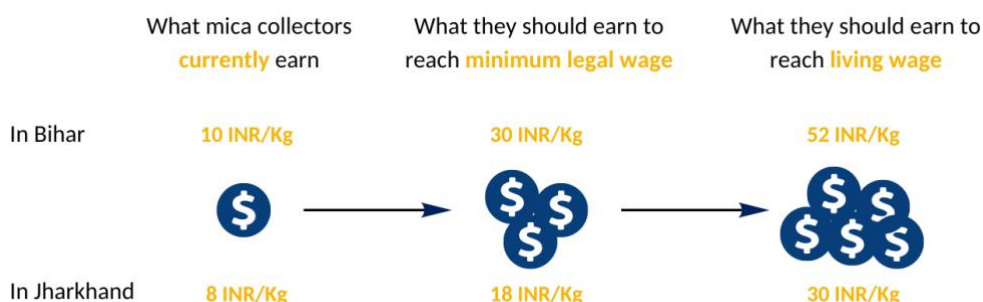 What mica collectors
currently earn
What they should earn to
reach minimum legal wage
What they should earn to
reach living wage
In Bihar
10 INR/Kg
30 INR/Kg
52 INR/Kg
$
$
$
$
$
$
$
$
$
In Jharkhand
8 INR/Kg
18 INR/Kg
30 INR/Kg